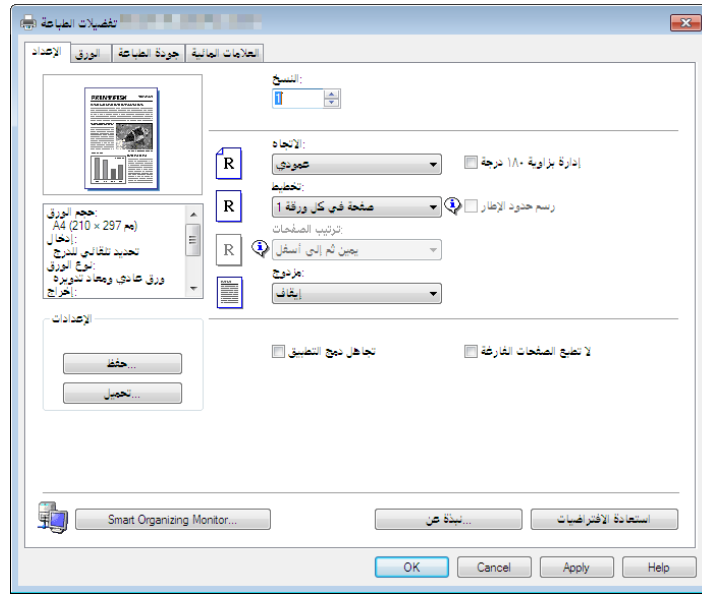 تفضيلات الطباعة
الإعداد
الورق
جودة الطباعة
العلامات المائية
النسخ:
1
الاتجاه:
عمودي
إدارة بزاوية ١٨٠ درجة
تخطيط:
1 صفحة في كل ورقة
رسم حدود الإطار
ترتيب الصفحات:
يمين ثم إلى أسفل
مزدوج:
إيقاف
حجم الورق:
A4 (210 × 297 مم)
إدخال:
تحديد تلقائي للدرج
نوع الورق:
ورق عادي ومعاد تدويره
إخراج:
الإعدادات
حفظ...
تحميل...
تجاهل دمج التطبيق
لا تطبع الصفحات الفارغة
Smart Organizing Monitor...
نبذة عن...
استعادة الافتراضيات
OK
Cancel
Apply
Help
R
R
R